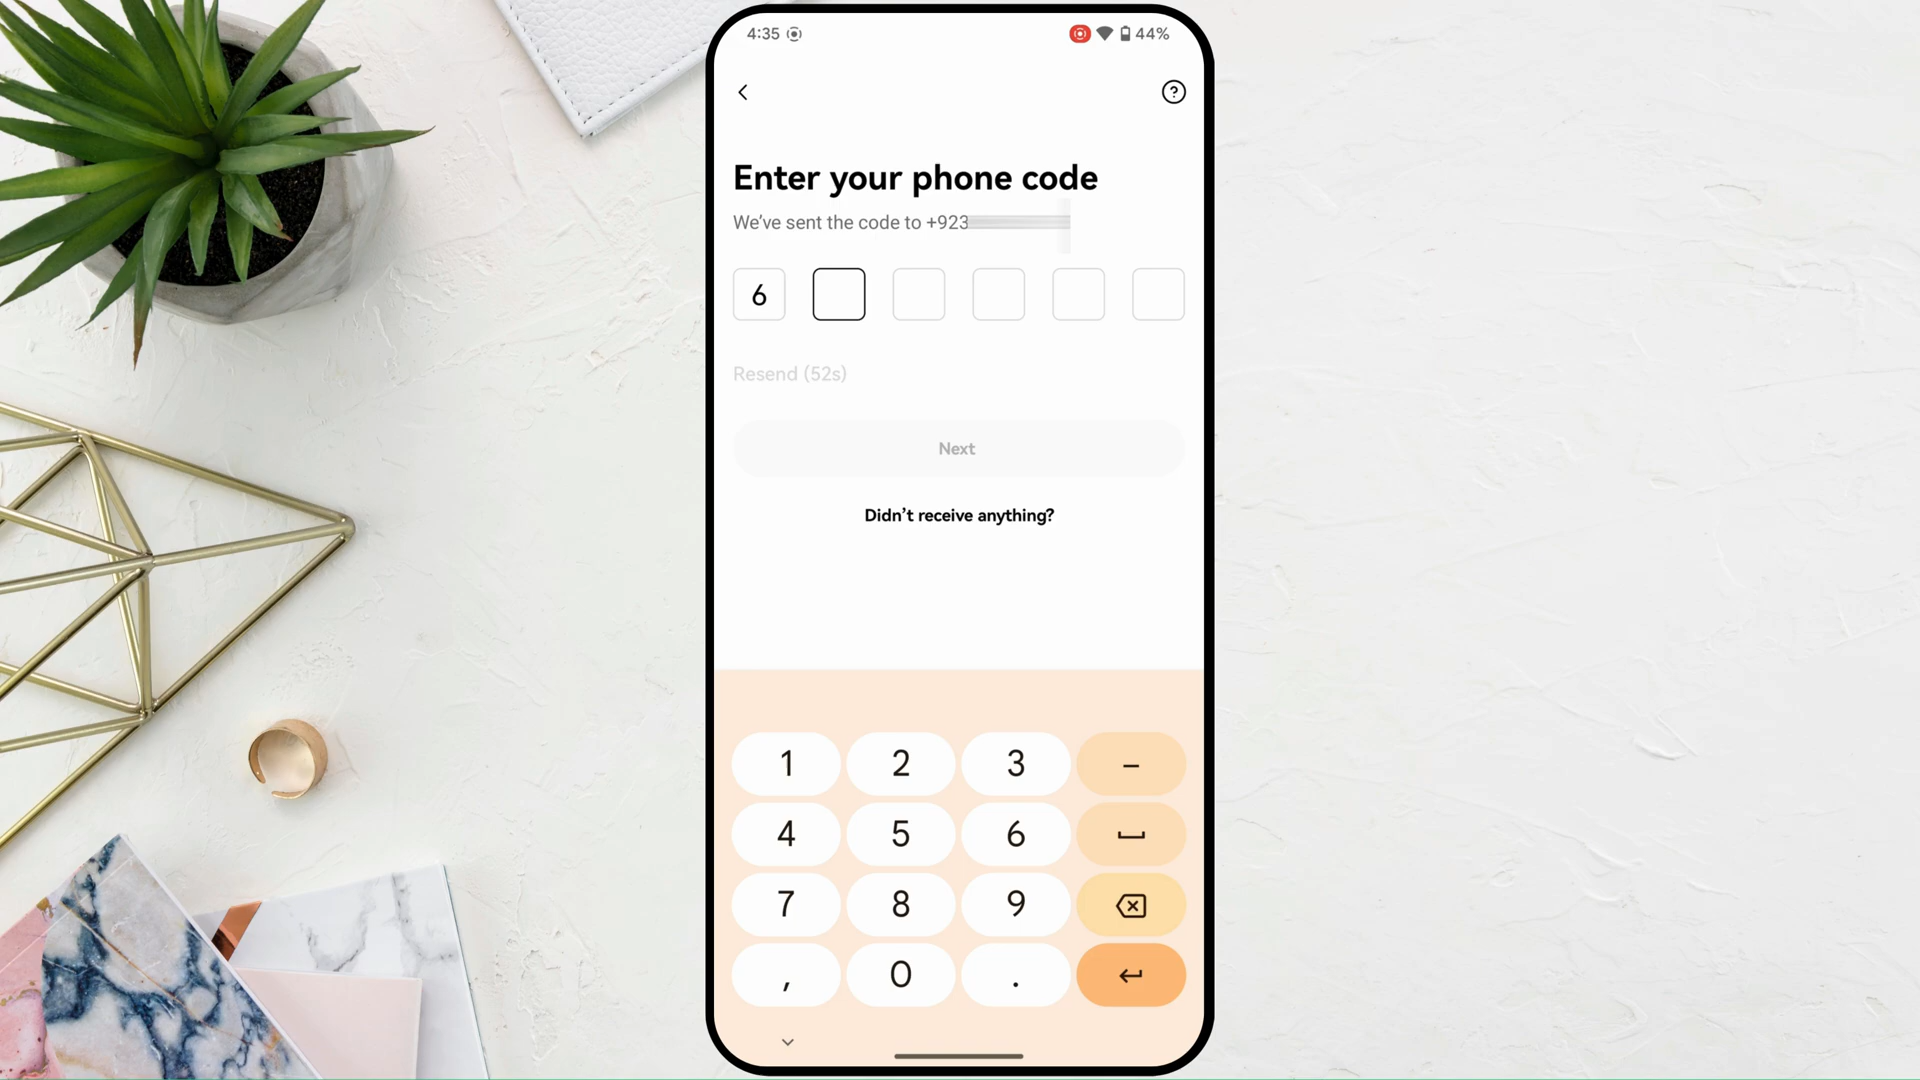 4:35 44%
Enter your phone code
We've sent the code to +923
6
Resend (52s)
Next
Didn't receive anything?
1 2 3 –
4 5 6
7 8 9
, 0 .